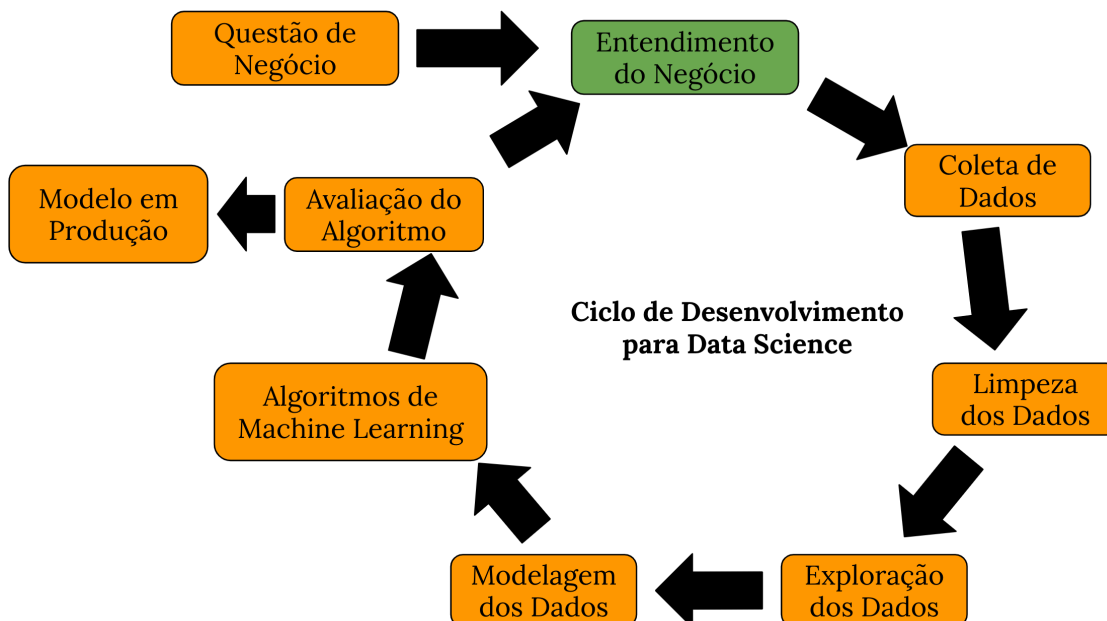 Questão de
Negócio
Entendimento
do Negócio
Coleta de
Dados
Modelo em
Produção
Avaliação do
Algoritmo
Ciclo de Desenvolvimento
para Data Science
Algoritmos de
Machine Learning
Limpeza
dos Dados
Modelagem
dos Dados
Exploração
dos Dados